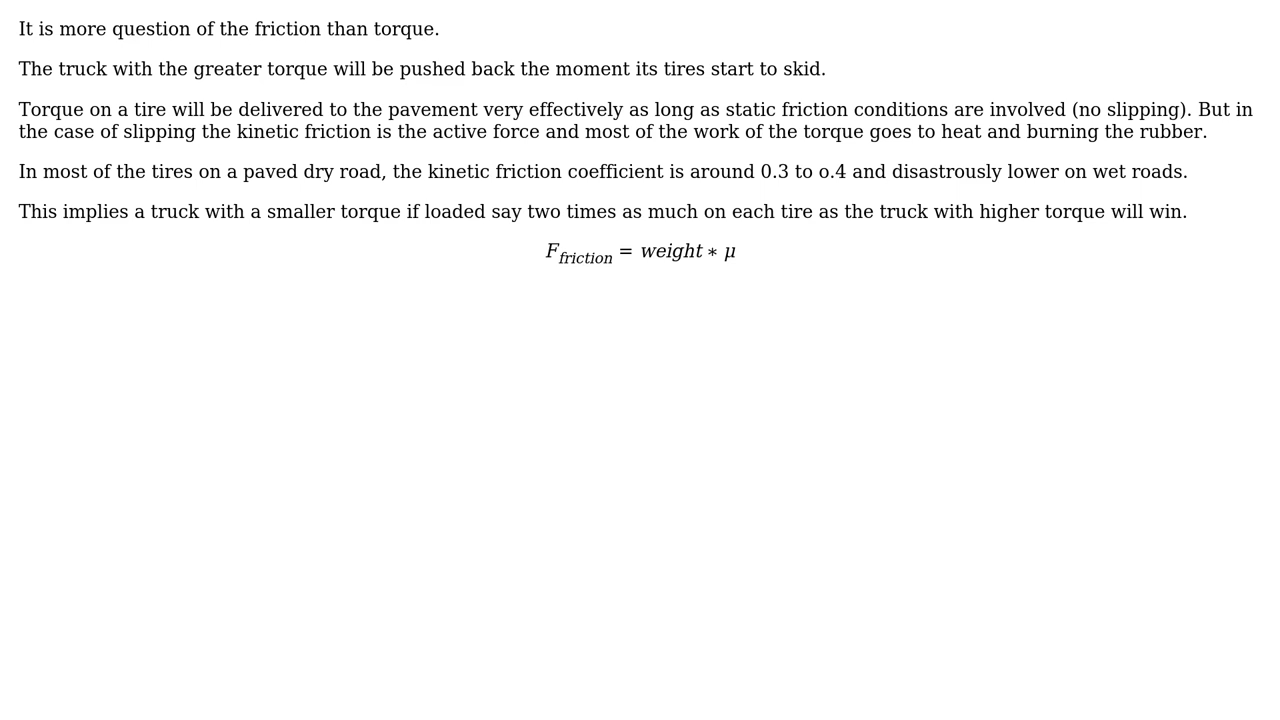 It is more question of the friction than torque.
The truck with the greater torque will be pushed back the moment its tires start to skid.
Torque on a tire will be delivered to the pavement very effectively as long as static friction conditions are involved (no slipping). But in
the case of slipping the kinetic friction is the active force and most of the work of the torque goes to heat and burning the rubber.
In most of the tires on a paved dry road, the kinetic friction coefficient is around 0.3 to o.4 and disastrously lower on wet roads.
This implies a truck with a smaller torque if loaded say two times as much on each tire as the truck with higher torque will win.
F_friction = weight ∗ μ